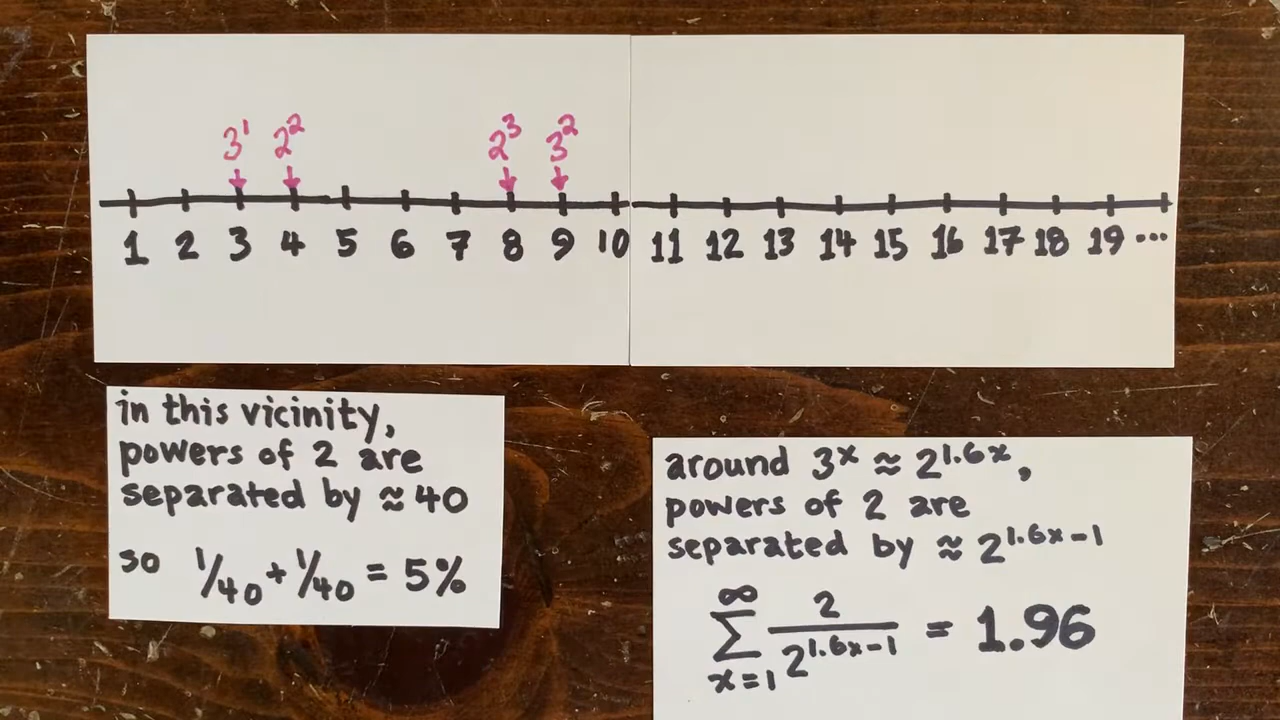 3¹ 2² 2³ 3²
1 2 3 4 5 6 7 8 9 10 11 12 13 14 15 16 17 18 19 ...
in this vicinity,
powers of 2 are
separated by ≈ 40
so 1/40 + 1/40 = 5%
around 3^x ≈ 2^1.6x,
powers of 2 are
separated by ≈ 2^1.6x-1
∞
∑ 2/2^1.6x-1 = 1.96
x=1